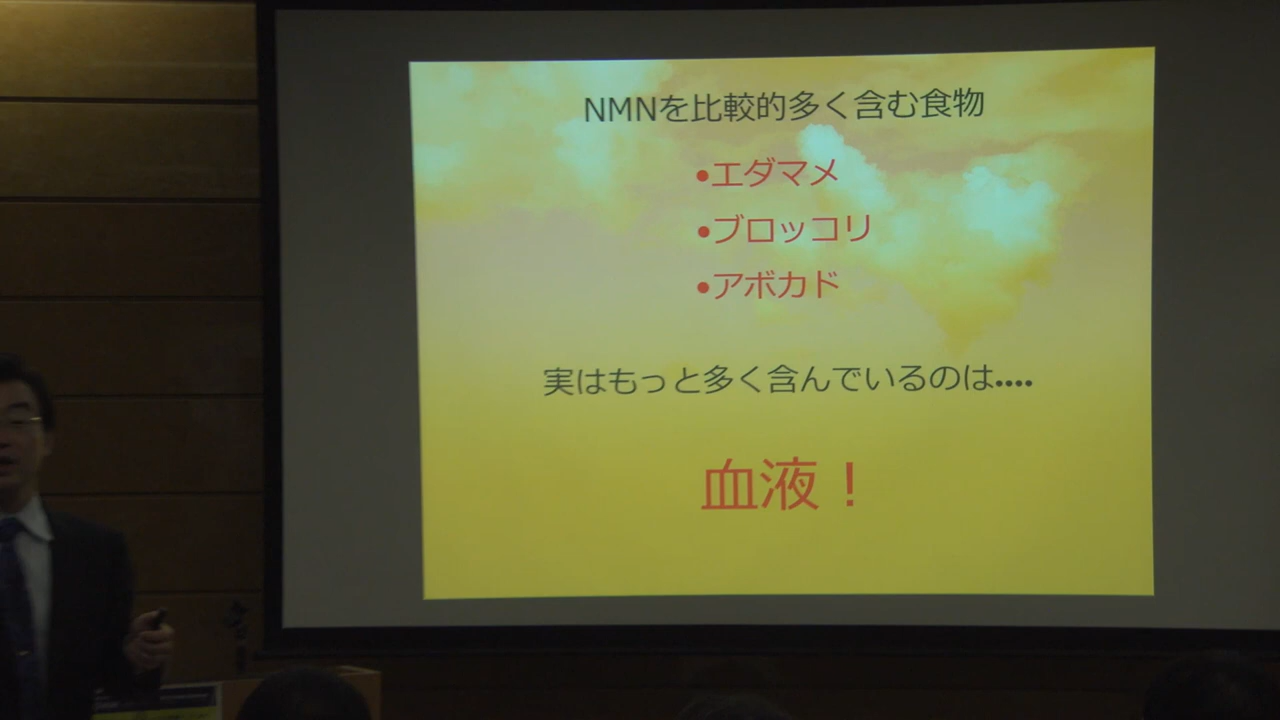 NMNを比較的多く含む食物
•エダマメ
•ブロッコリ
•アボカド
実はもっと多く含んでいるのは••••
血液！